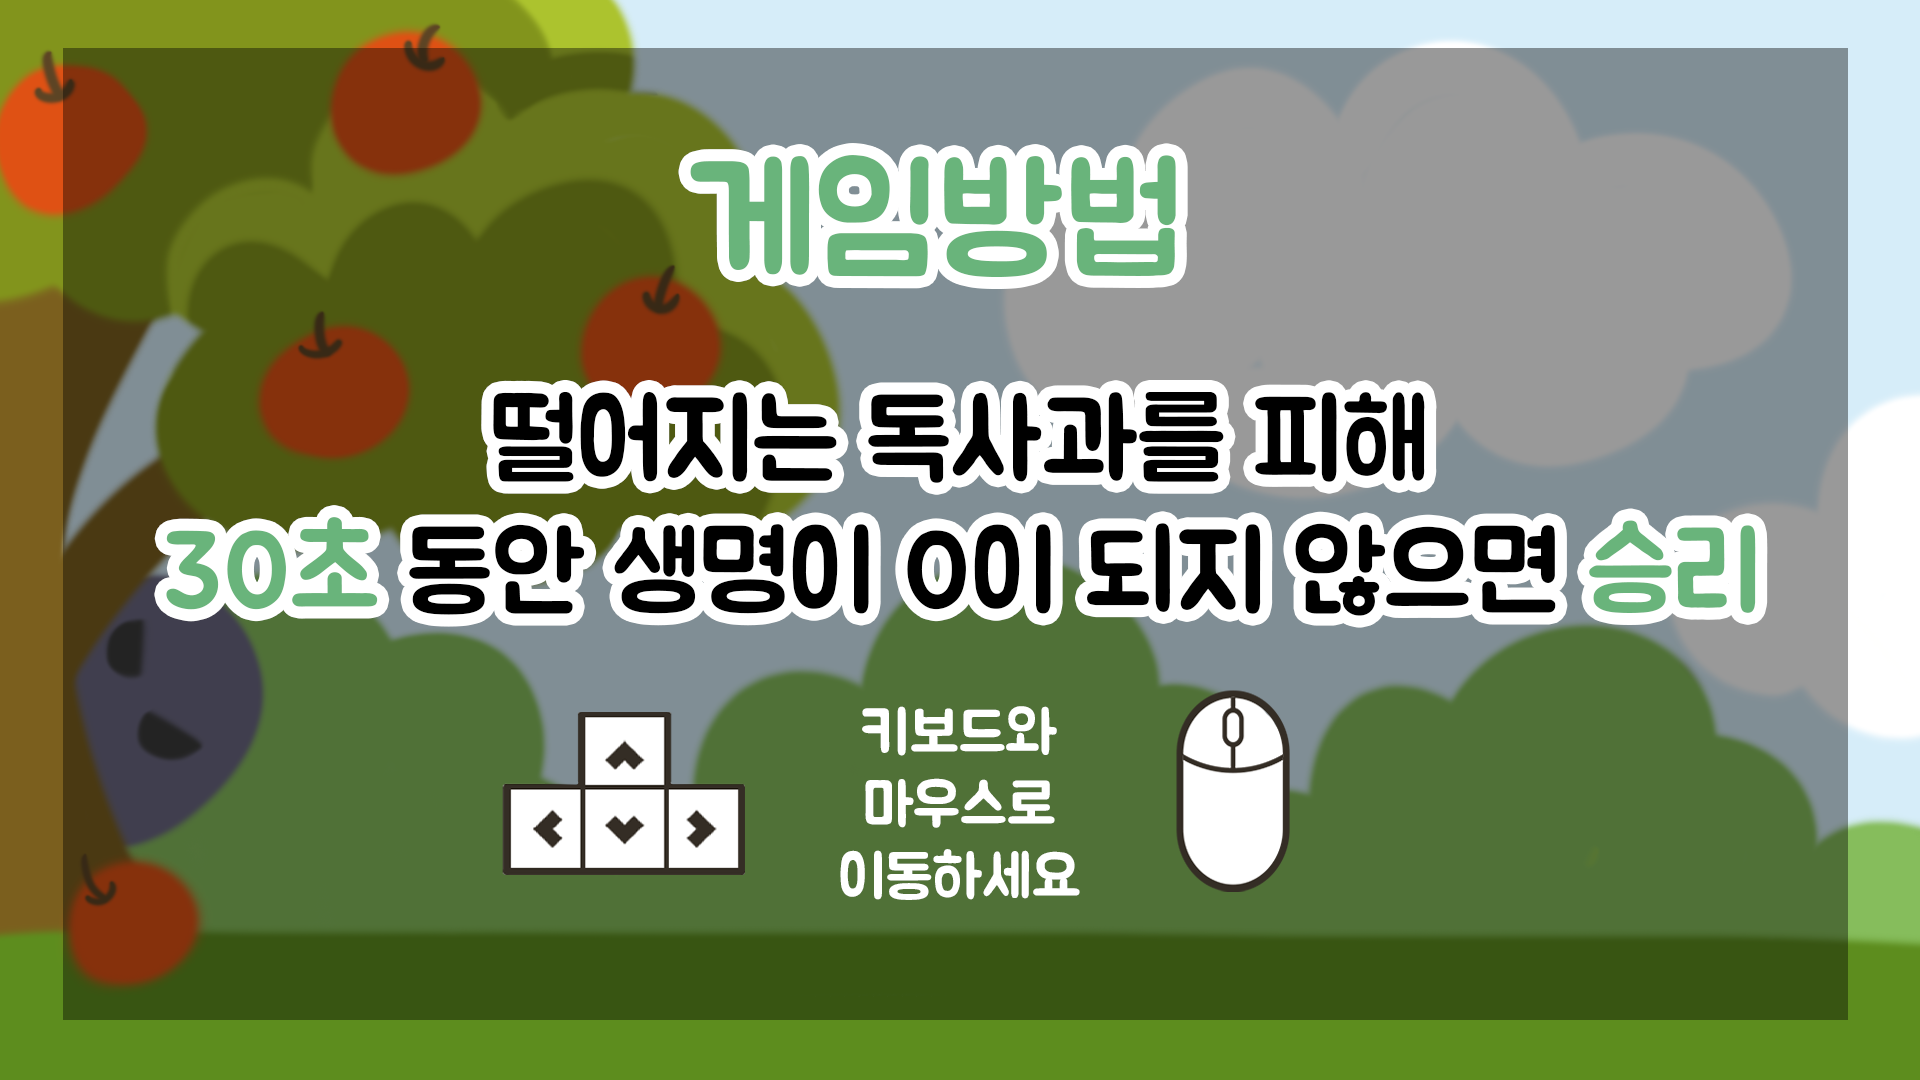 게임방법
떨어지는 독사과를 피해
30초 동안 생명이 0이 되지 않으면 승리
키보드와
마우스로
이동하세요